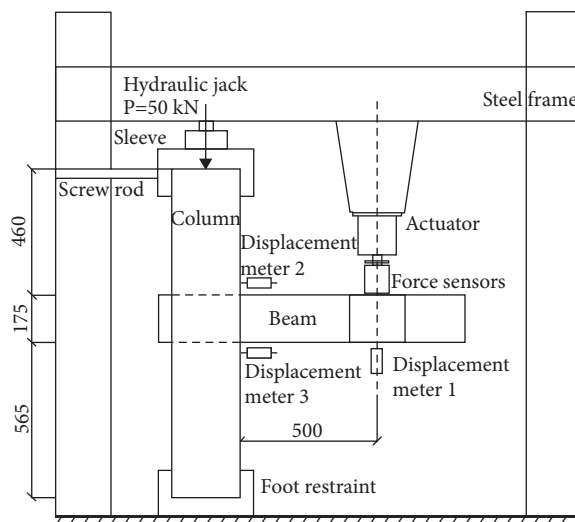 Hydraulic jack
P=50 kN
Steel frame
Sleeve
Screw rod
Column
Actuator
460
Displacement
meter 2
Force sensors
175
Beam
Displacement
meter 3
Displacement
meter 1
565
500
Foot restraint